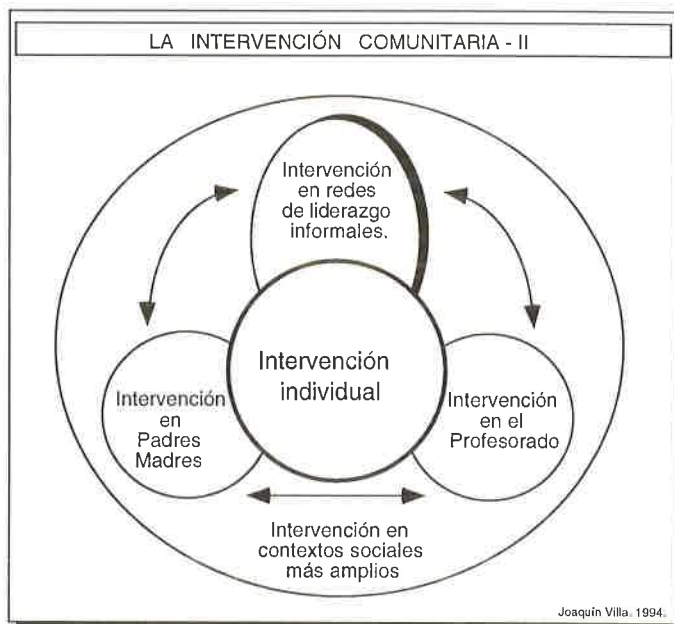 LA INTERVENCIÓN COMUNITARIA - II
Intervención
en redes
de liderazgo
informales.
Intervención
individual
Intervención
en
Padres
Madres
Intervención
en el
Profesorado
Intervención en
contextos sociales
más amplios
Joaquín Villa. 1994.